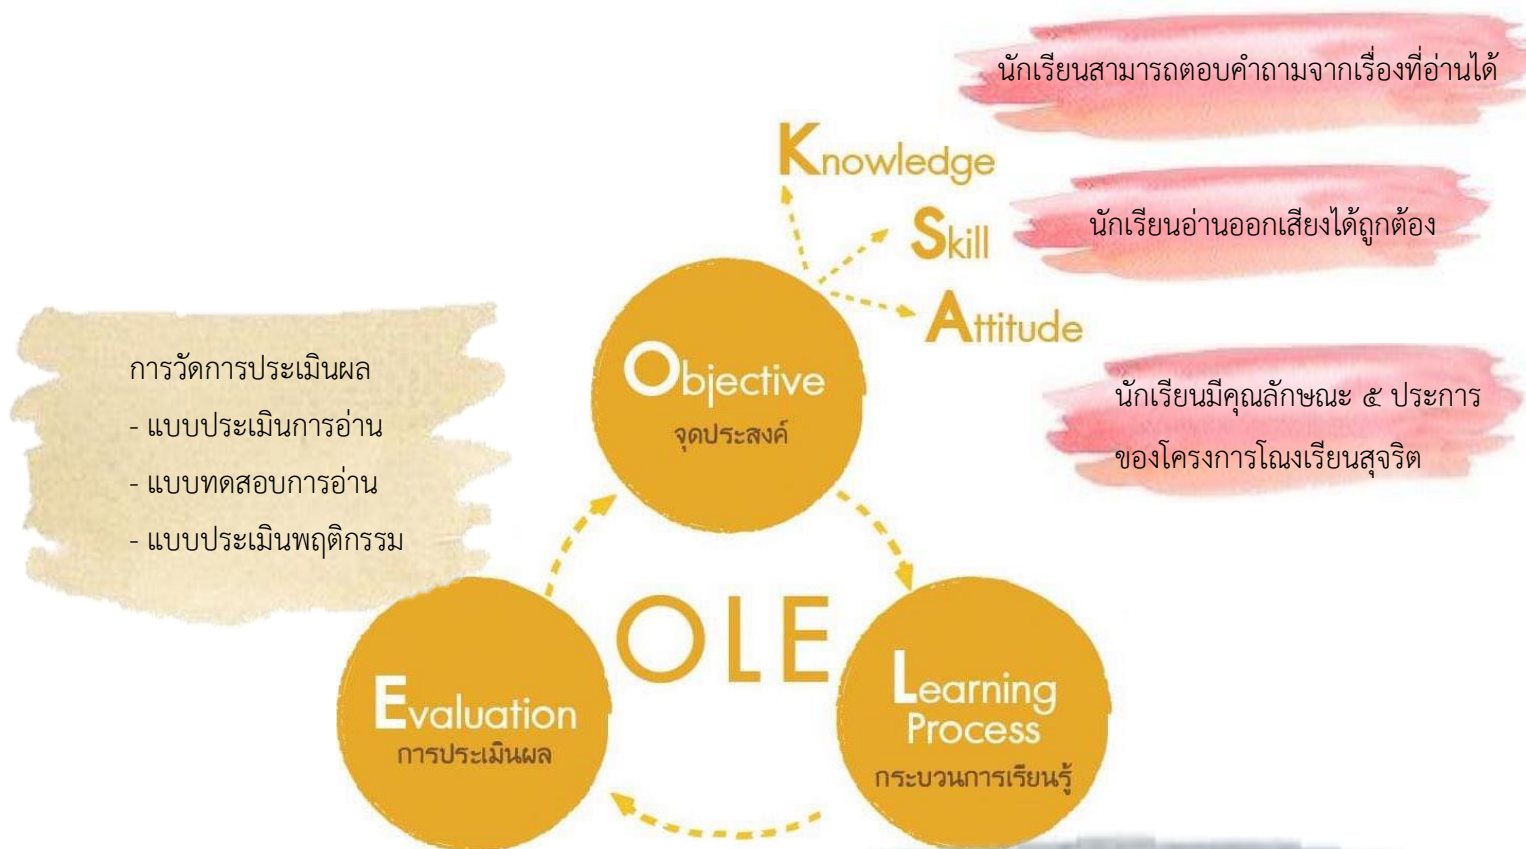 นักเรียนสามารถตอบคำถามจากเรื่องที่อ่านได้
Knowledge
Skill
นักเรียนอ่านออกเสียงได้ถูกต้อง
Attitude
นักเรียนมีคุณลักษณะ ๕ ประการ
ของโครงการโณงเรียนสุจริต
Objective
จุดประสงค์
การวัดการประเมินผล
- แบบประเมินการอ่าน
- แบบทดสอบการอ่าน
- แบบประเมินพฤติกรรม
OLE
Evaluation
การประเมินผล
Learning
Process
กระบวนการเรียนรู้